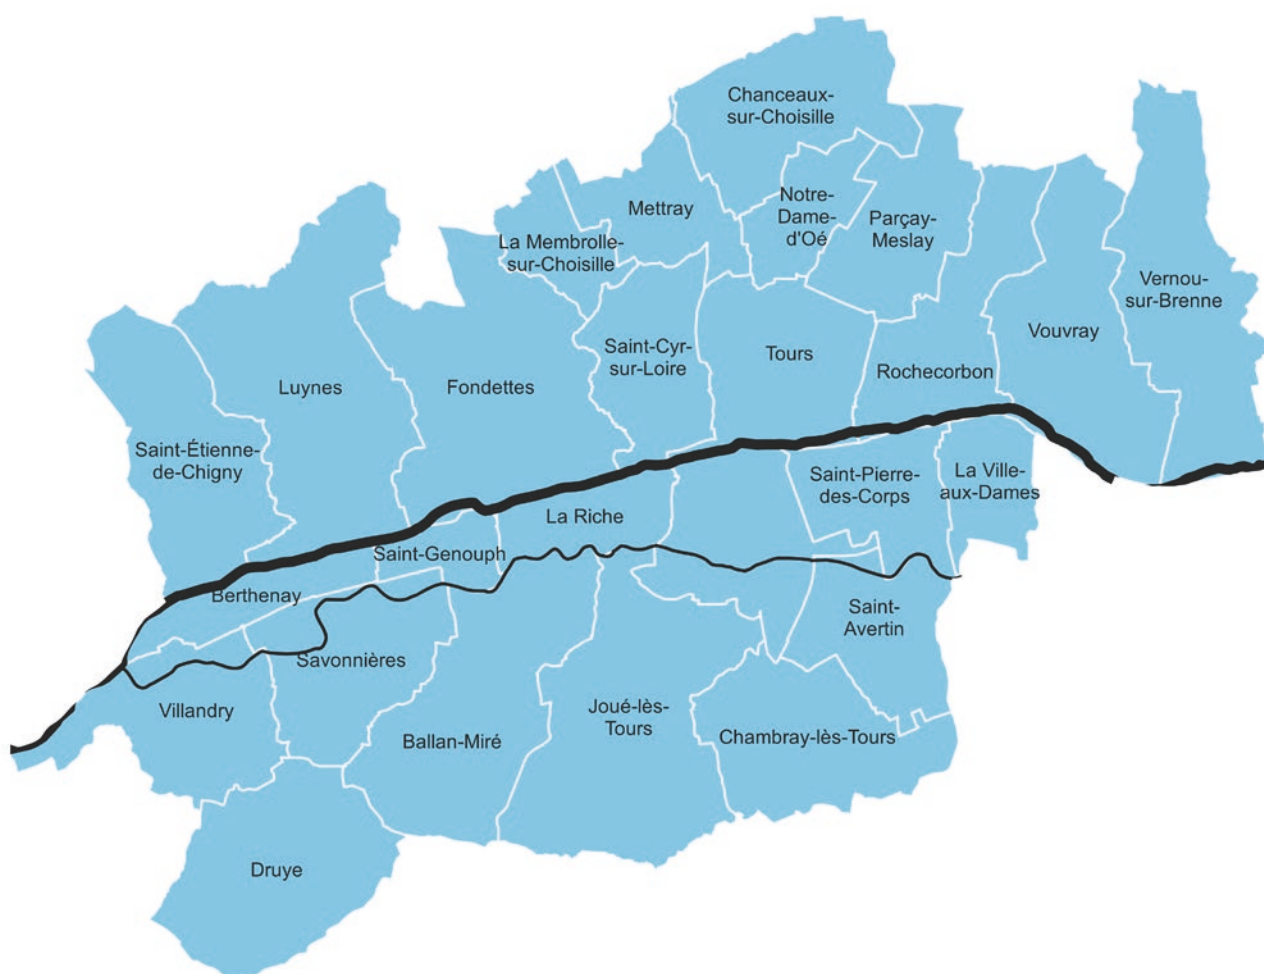 Chanceaux-
sur-Choisille
Mettray
Notre-
Dame-
d'Oé
Parçay-
Meslay
La Membrolle-
sur-Choisille
Vernou-
sur-Brenne
Vouvray
Saint-Cyr-
sur-Loire
Tours
Rochecorbon
Luynes
Fondettes
Saint-Étienne-
de-Chigny
Saint-Pierre-
des-Corps
La Ville-
aux-Dames
La Riche
Saint-Genouph
Berthenay
Saint-
Avertin
Savonnières
Villandry
Ballan-Miré
Joué-lès-
Tours
Chambray-lès-Tours
Druye